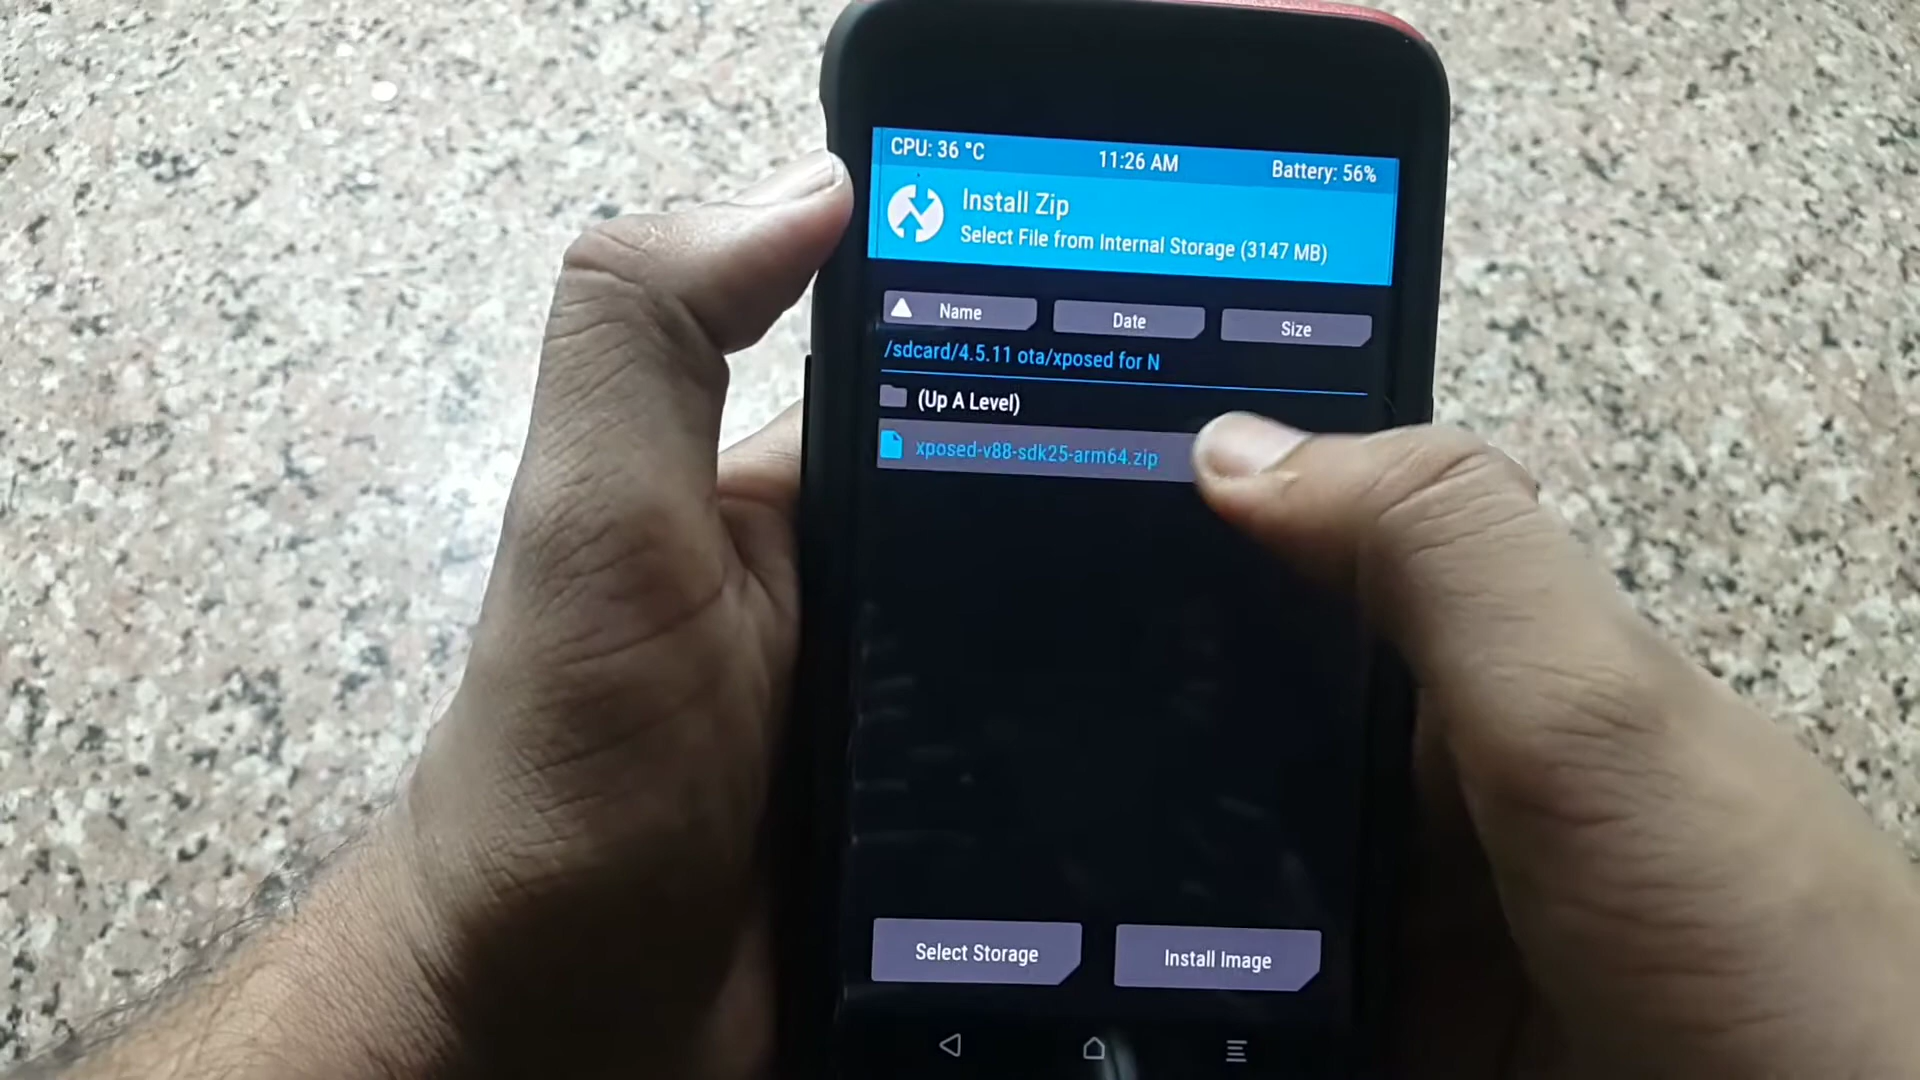 CPU: 36 °C 11:26 AM Battery: 56%
Install Zip
Select File from Internal Storage (3147 MB)
Name Date Size
/sdcard/4.5.11 ota/xposed for N
(Up A Level)
xposed-v88-sdk25-arm64.zip
Select Storage Install Image